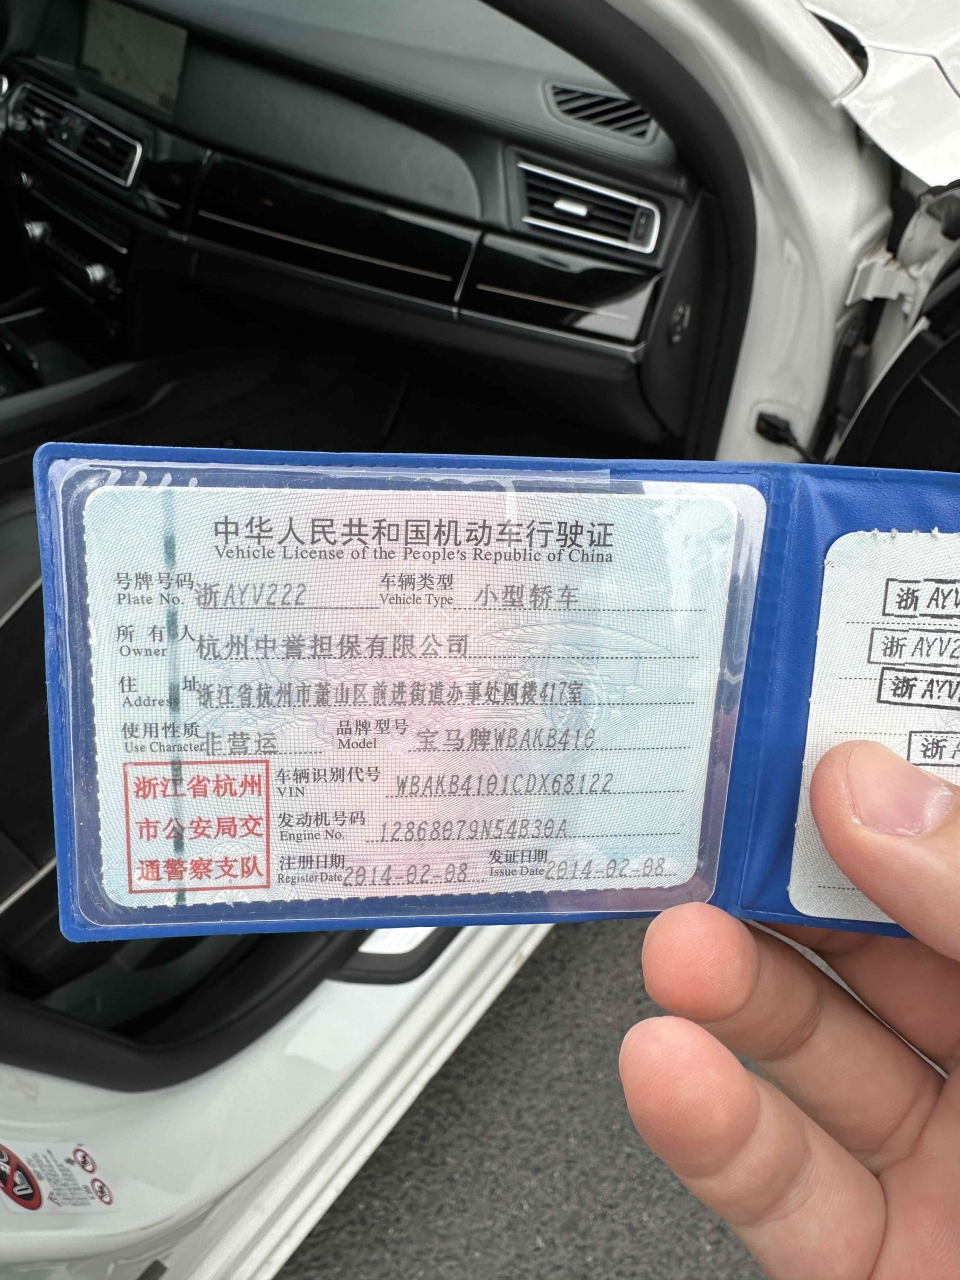 中华人民共和国机动车行驶证
Vehicle License of the People's Republic of China
号牌号码 浙AYV222 车辆类型 小型轿车
Plate No. Vehicle Type
所有人 杭州中誉担保有限公司
Owner
住址 浙江省杭州市萧山区前进街道办事处四楼417室
Address
使用性质 非营运 品牌型号 宝马牌WBAKB410
Use Character Model
浙江省杭州
市公安局交
通警察支队
车辆识别代号 WBAKB4101CDX68122
VIN
发动机号码 12868079N54B30A
Engine No.
注册日期 2014-02-08 发证日期 2014-02-08
Register Date Issue Date
浙 AYV
浙 AYV2
浙 AYV
浙 A